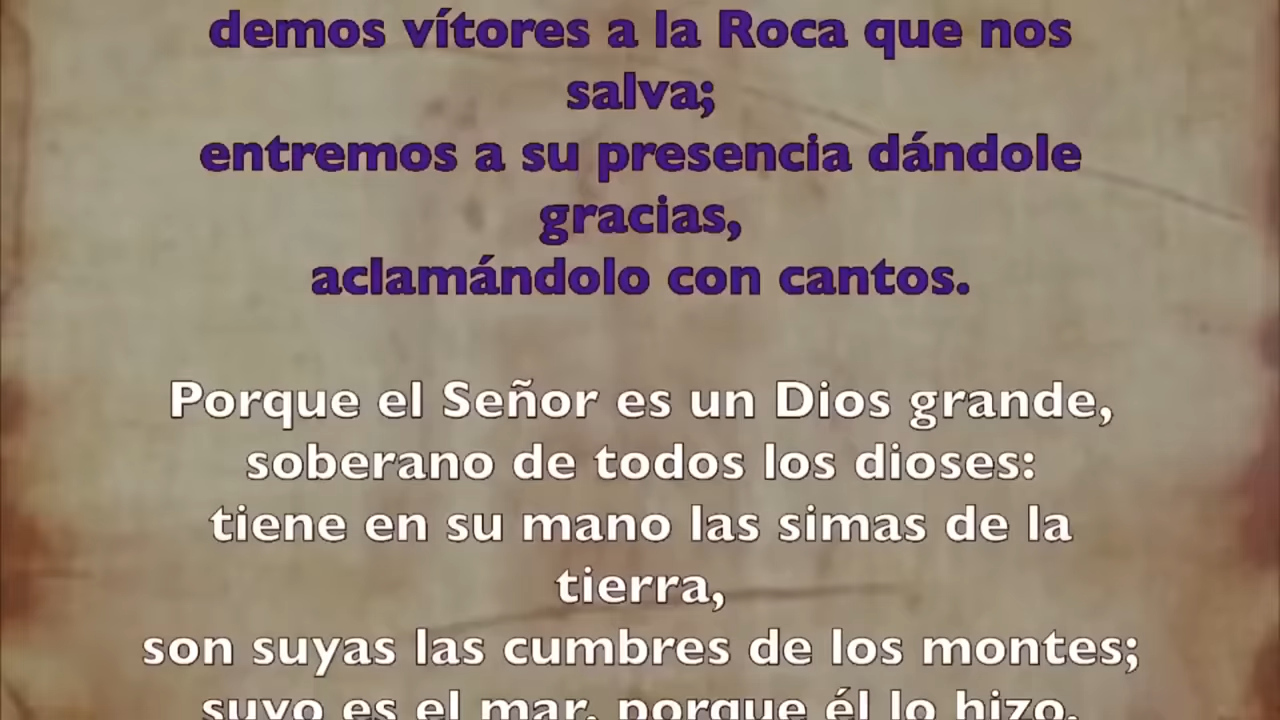 demos vítores a la Roca que nos
salva;
entremos a su presencia dándole
gracias,
aclamándolo con cantos.
Porque el Señor es un Dios grande,
soberano de todos los dioses:
tiene en su mano las simas de la
tierra,
son suyas las cumbres de los montes;
suyo es el mar, porque él lo hizo,